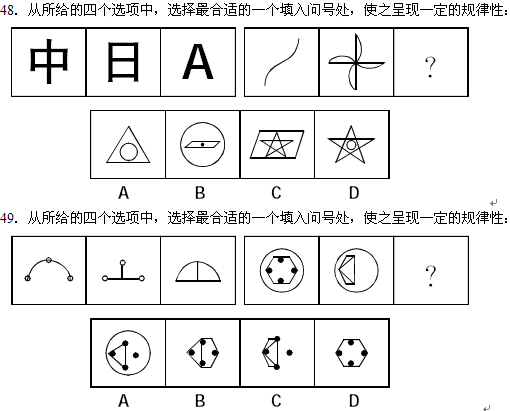 48. 从所给的四个选项中，选择最合适的一个填入问号处，使之呈现一定的规律性：
中 日 A ?
A B C D
49. 从所给的四个选项中，选择最合适的一个填入问号处，使之呈现一定的规律性：
?
A B C D